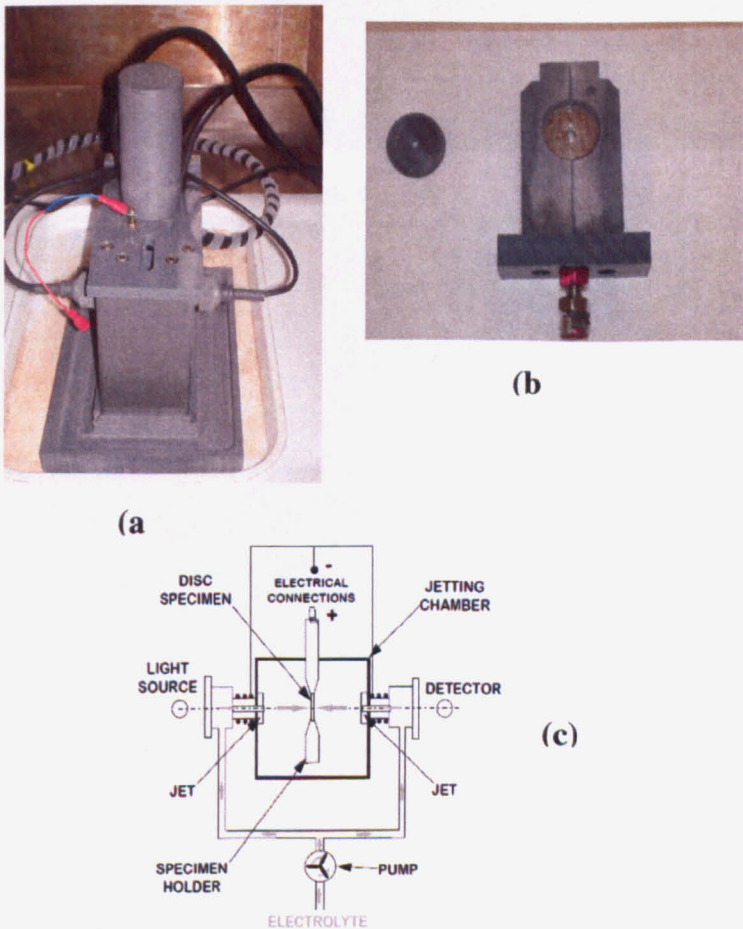 (b
(a
DISC
SPECIMEN
-
ELECTRICAL
CONNECTIONS
+
JETTING
CHAMBER
LIGHT
SOURCE
DETECTOR
(c)
JET
JET
SPECIMEN
HOLDER
PUMP
ELECTROLYTE